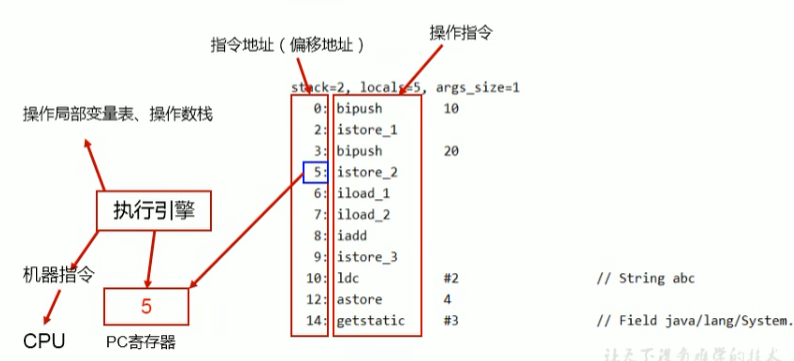 操作指令
指令地址（偏移地址）
stack=2, locals=5, args_size=1
操作局部变量表、操作数栈
0: bipush 10
2: istore_1
3: bipush 20
5: istore_2
6: iload_1
7: iload_2
8: iadd
9: istore_3
10: ldc #2 // String abc
12: astore 4
14: getstatic #3 // Field java/lang/System.
执行引擎
机器指令
5
CPU
PC寄存器
让天下没有难学的技术